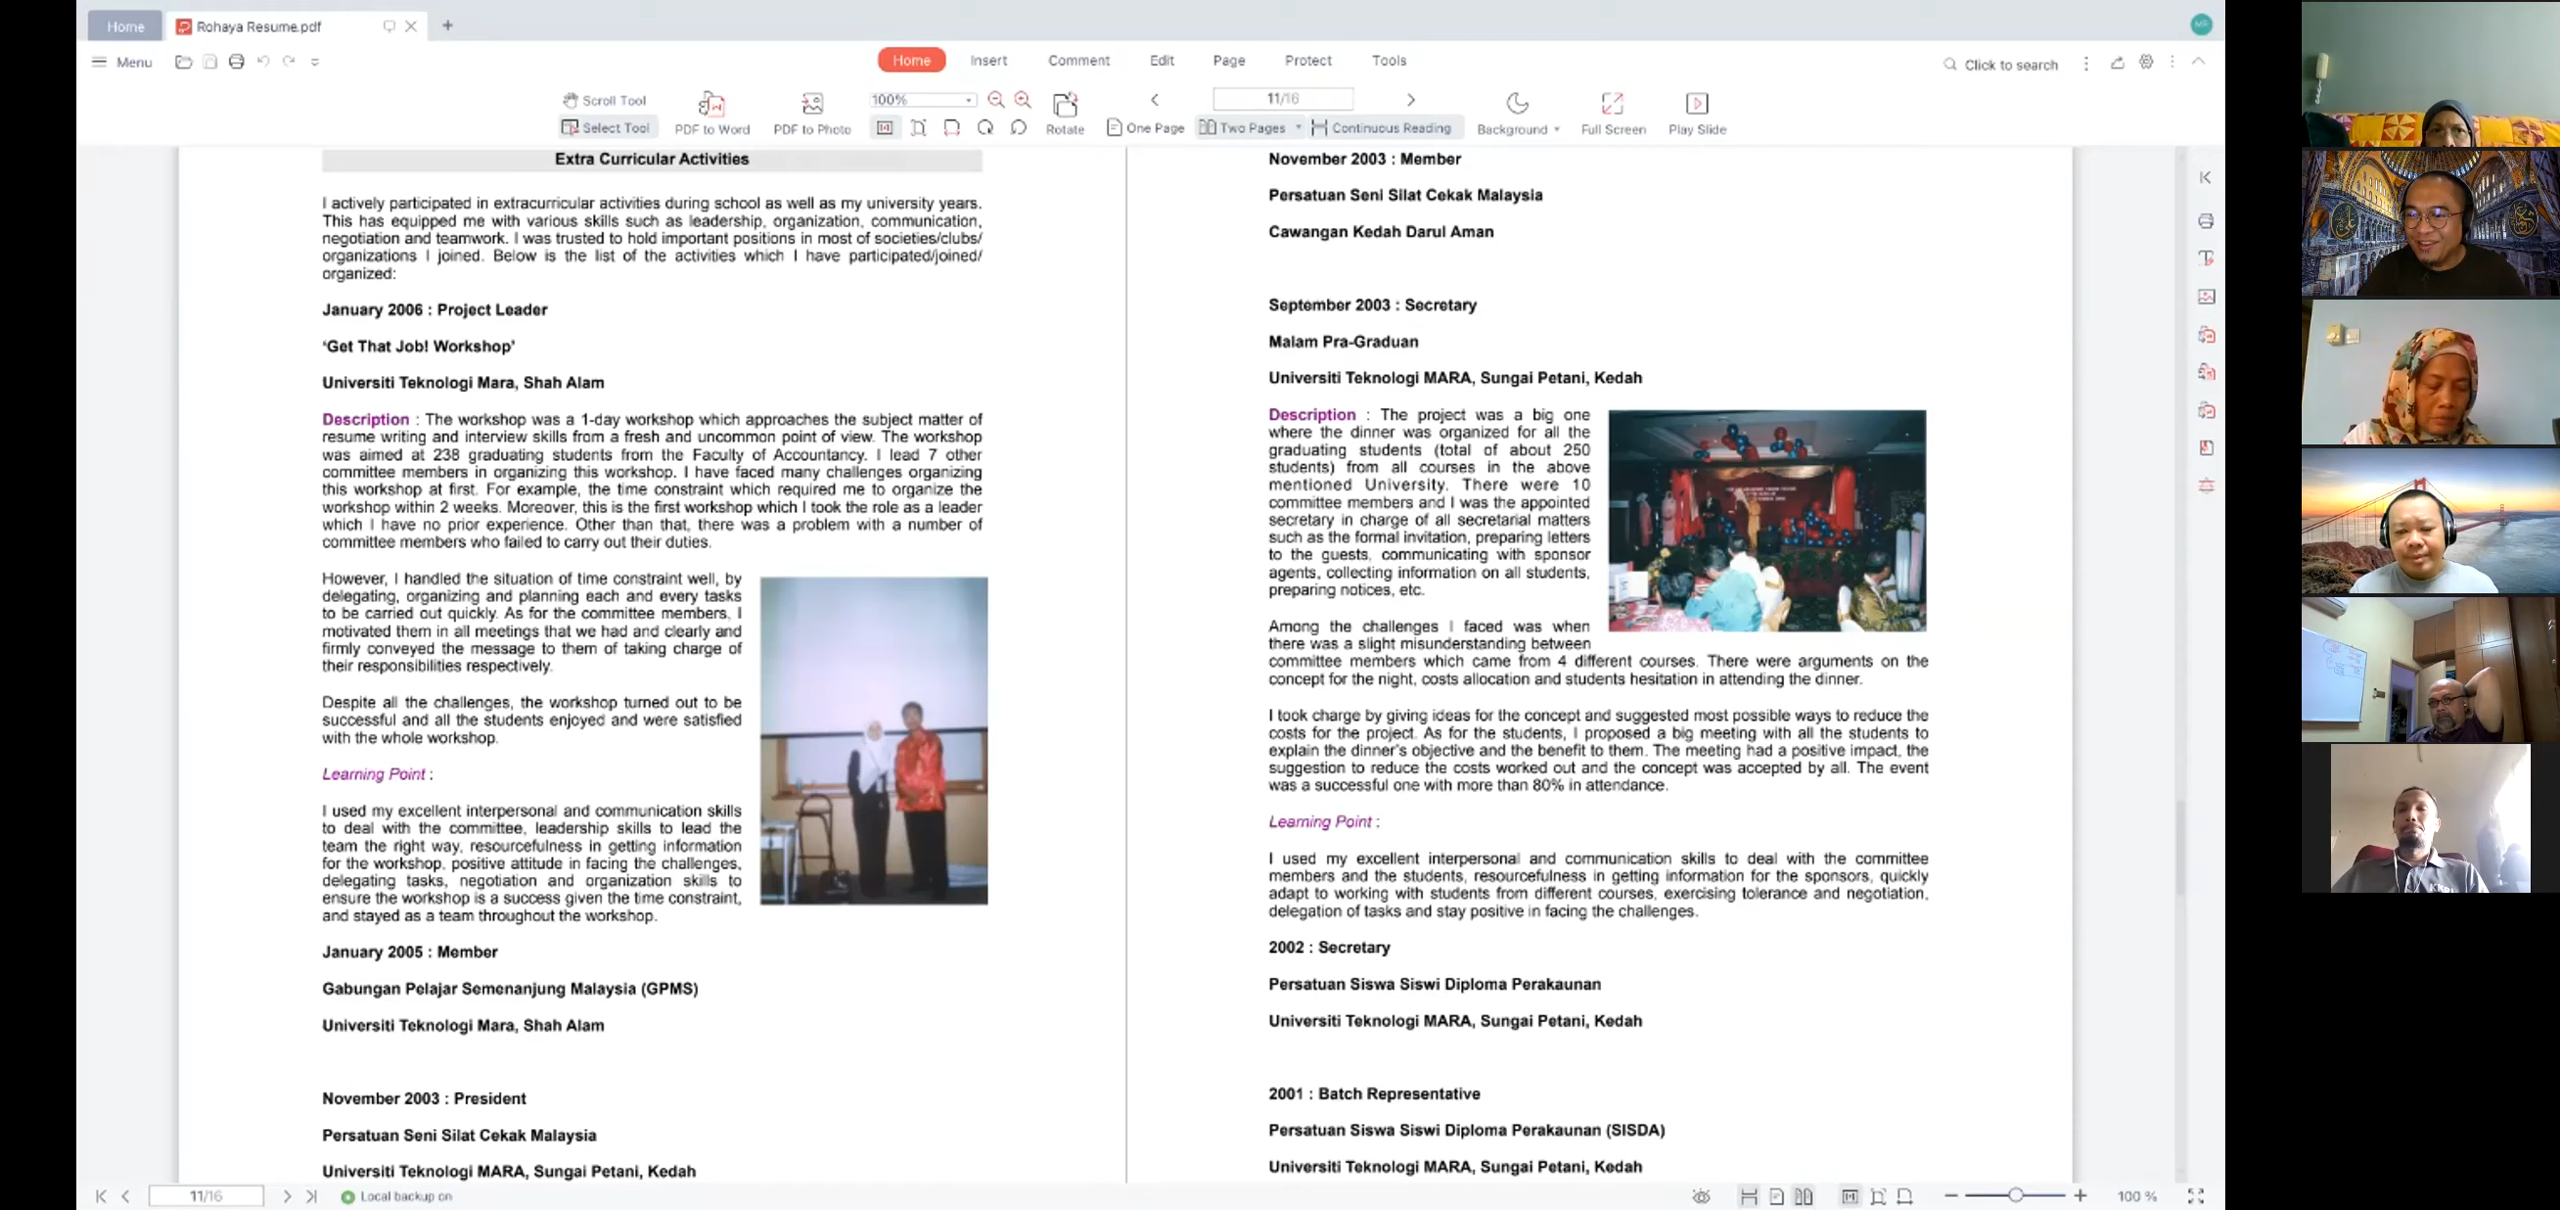 Home
Rohaya Resume.pdf
MR
Menu
Home Insert Comment Edit Page Protect Tools
Click to search
Scroll Tool
Select Tool
PDF to Word
PDF to Photo
100%
Rotate
11/16
One Page
Two Pages
Continuous Reading
Background
Full Screen
Play Slide
Extra Curricular Activities
I actively participated in extracurricular activities during school as well as my university years.
This has equipped me with various skills such as leadership, organization, communication,
negotiation and teamwork. I was trusted to hold important positions in most of societies/clubs/
organizations I joined. Below is the list of the activities which I have participated/joined/
organized:
January 2006 : Project Leader
‘Get That Job! Workshop’
Universiti Teknologi Mara, Shah Alam
Description : The workshop was a 1-day workshop which approaches the subject matter of
resume writing and interview skills from a fresh and uncommon point of view. The workshop
was aimed at 238 graduating students from the Faculty of Accountancy. I lead 7 other
committee members in organizing this workshop. I have faced many challenges organizing
this workshop at first. For example, the time constraint which required me to organize the
workshop within 2 weeks. Moreover, this is the first workshop which I took the role as a leader
which I have no prior experience. Other than that, there was a problem with a number of
committee members who failed to carry out their duties.
However, I handled the situation of time constraint well, by
delegating, organizing and planning each and every tasks
to be carried out quickly. As for the committee members, I
motivated them in all meetings that we had and clearly and
firmly conveyed the message to them of taking charge of
their responsibilities respectively.
Despite all the challenges, the workshop turned out to be
successful and all the students enjoyed and were satisfied
with the whole workshop.
Learning Point :
I used my excellent interpersonal and communication skills
to deal with the committee, leadership skills to lead the
team the right way, resourcefulness in getting information
for the workshop, positive attitude in facing the challenges,
delegating tasks, negotiation and organization skills to
ensure the workshop is a success given the time constraint,
and stayed as a team throughout the workshop.
January 2005 : Member
Gabungan Pelajar Semenanjung Malaysia (GPMS)
Universiti Teknologi Mara, Shah Alam
November 2003 : President
Persatuan Seni Silat Cekak Malaysia
Universiti Teknologi MARA, Sungai Petani, Kedah
November 2003 : Member
Persatuan Seni Silat Cekak Malaysia
Cawangan Kedah Darul Aman
September 2003 : Secretary
Malam Pra-Graduan
Universiti Teknologi MARA, Sungai Petani, Kedah
Description : The project was a big one
where the dinner was organized for all the
graduating students (total of about 250
students) from all courses in the above
mentioned University. There were 10
committee members and I was the appointed
secretary in charge of all secretarial matters
such as the formal invitation, preparing letters
to the guests, communicating with sponsor
agents, collecting information on all students,
preparing notices, etc.
Among the challenges I faced was when
there was a slight misunderstanding between
committee members which came from 4 different courses. There were arguments on the
concept for the night, costs allocation and students hesitation in attending the dinner.
I took charge by giving ideas for the concept and suggested most possible ways to reduce the
costs for the project. As for the students, I proposed a big meeting with all the students to
explain the dinner's objective and the benefit to them. The meeting had a positive impact, the
suggestion to reduce the costs worked out and the concept was accepted by all. The event
was a successful one with more than 80% in attendance.
Learning Point :
I used my excellent interpersonal and communication skills to deal with the committee
members and the students, resourcefulness in getting information for the sponsors, quickly
adapt to working with students from different courses, exercising tolerance and negotiation,
delegation of tasks and stay positive in facing the challenges.
2002 : Secretary
Persatuan Siswa Siswi Diploma Perakaunan
Universiti Teknologi MARA, Sungai Petani, Kedah
2001 : Batch Representative
Persatuan Siswa Siswi Diploma Perakaunan (SISDA)
Universiti Teknologi MARA, Sungai Petani, Kedah
11/16
Local backup on
100 %